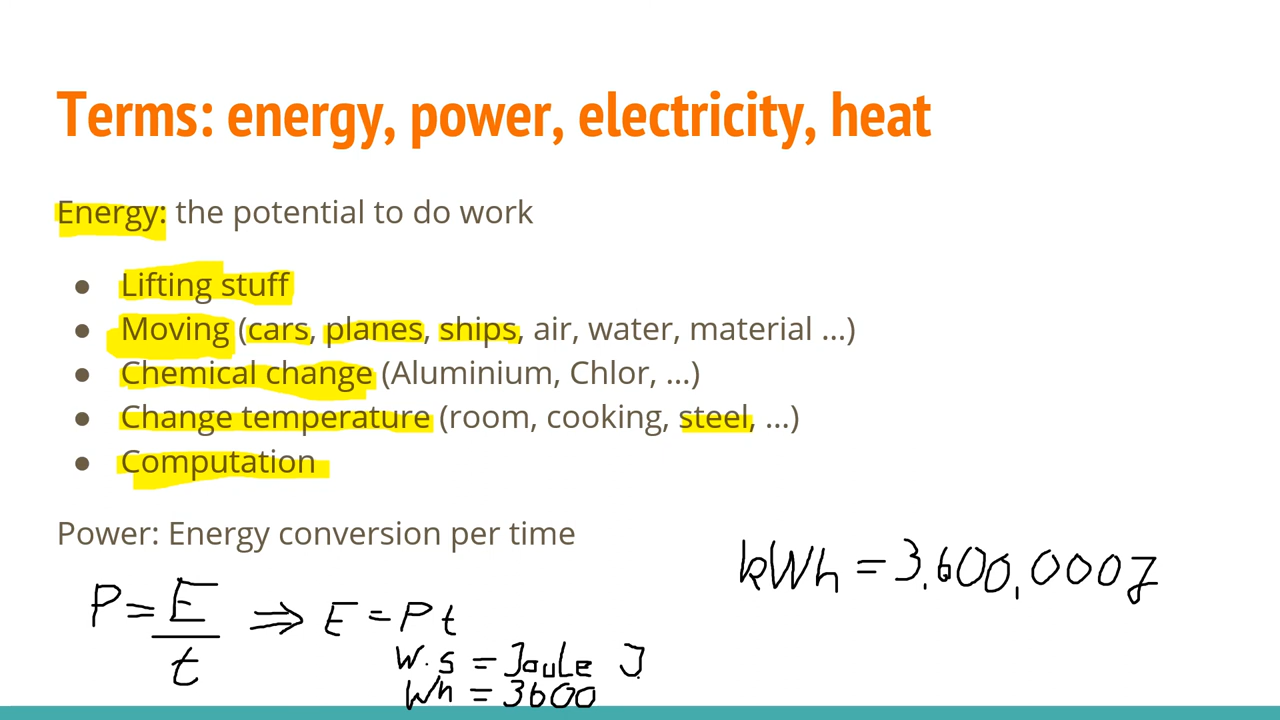 Terms: energy, power, electricity, heat
Energy: the potential to do work
● Lifting stuff
● Moving (cars, planes, ships, air, water, material ...)
● Chemical change (Aluminium, Chlor, ...)
● Change temperature (room, cooking, steel, ...)
● Computation
Power: Energy conversion per time
kWh = 3.600,000J
P = E/t ⇒ E = P t
W.s = Joule J
Wh = 3600